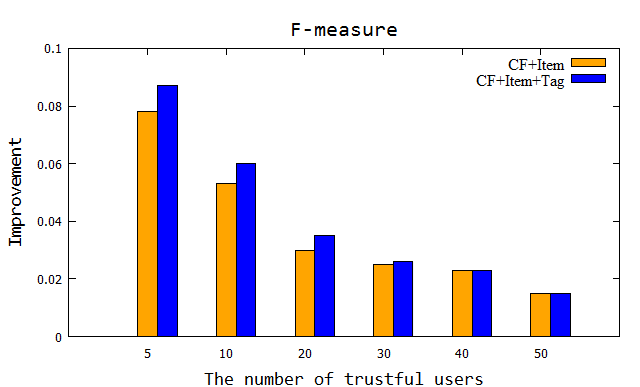 F-measure
CF+Item
CF+Item+Tag
Improvement
0.1
0.08
0.06
0.04
0.02
0
5 10 20 30 40 50
The number of trustful users